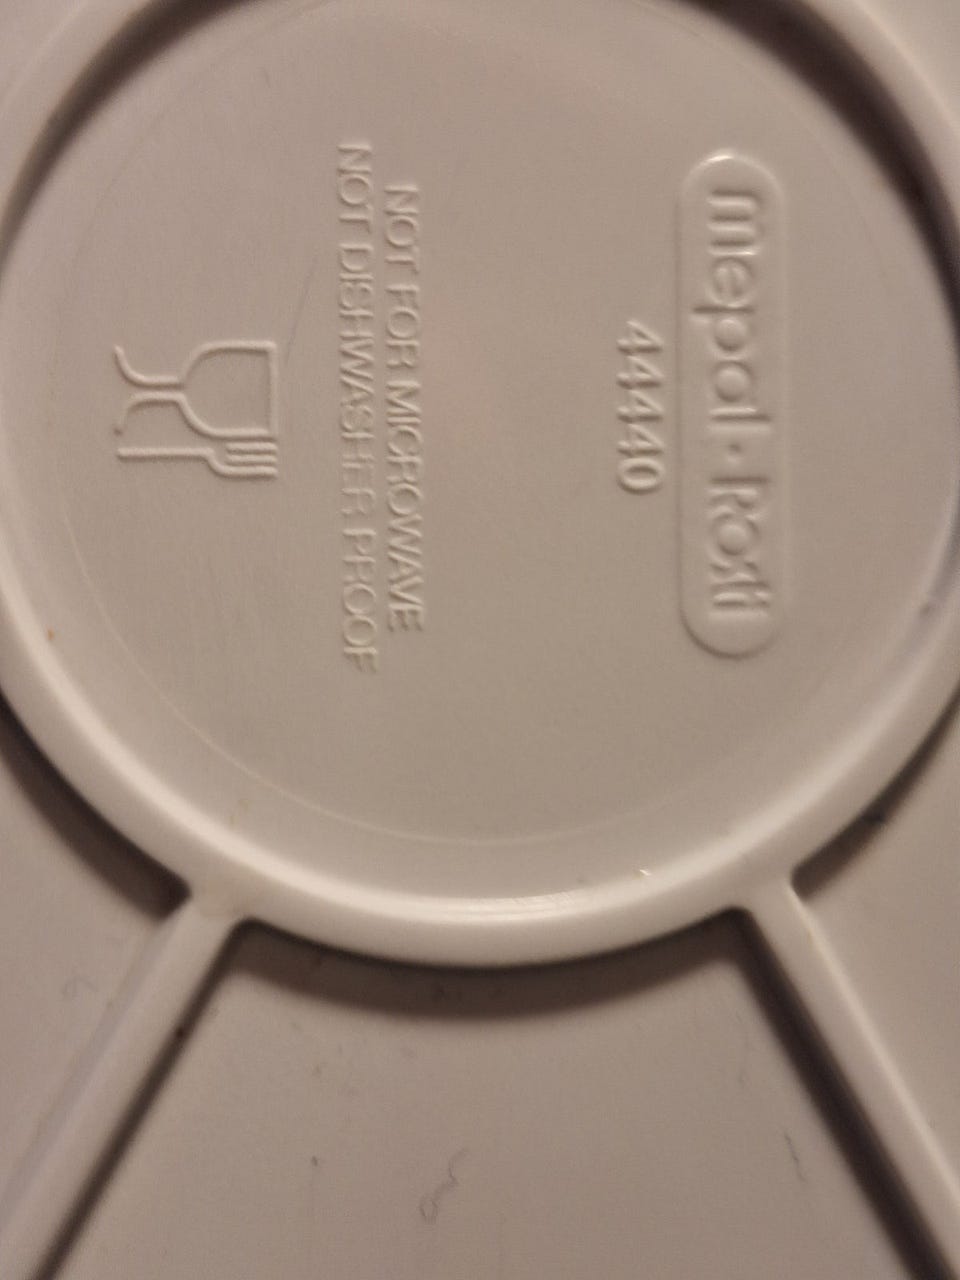 mepal · Rosti
44440
NOT FOR MICROWAVE
NOT DISHWASHER PROOF